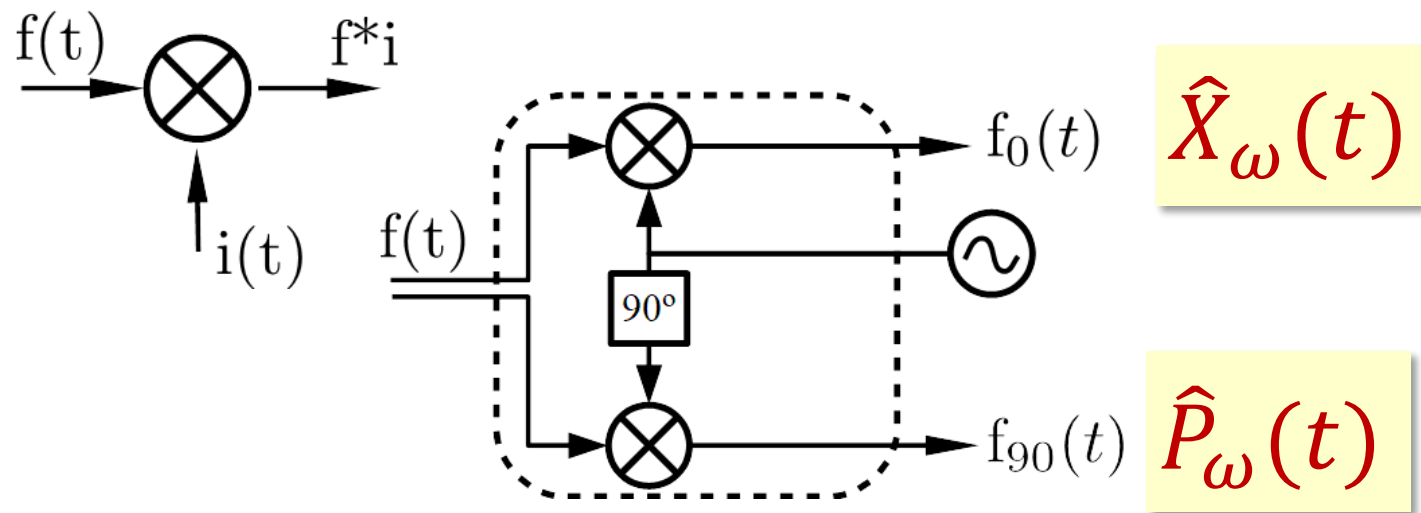 f(t)
f*i
i(t)
f(t)
90º
f₀(t)
X̂_ω(t)
f₉₀(t)
P̂_ω(t)